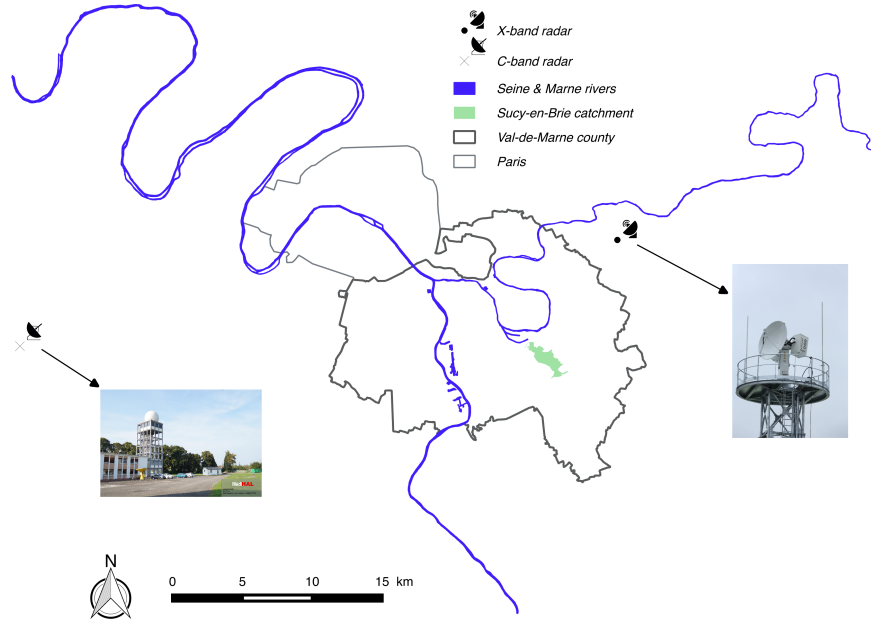 X-band radar
C-band radar
Seine & Marne rivers
Sucy-en-Brie catchment
Val-de-Marne county
Paris
N
0 5 10 15 km